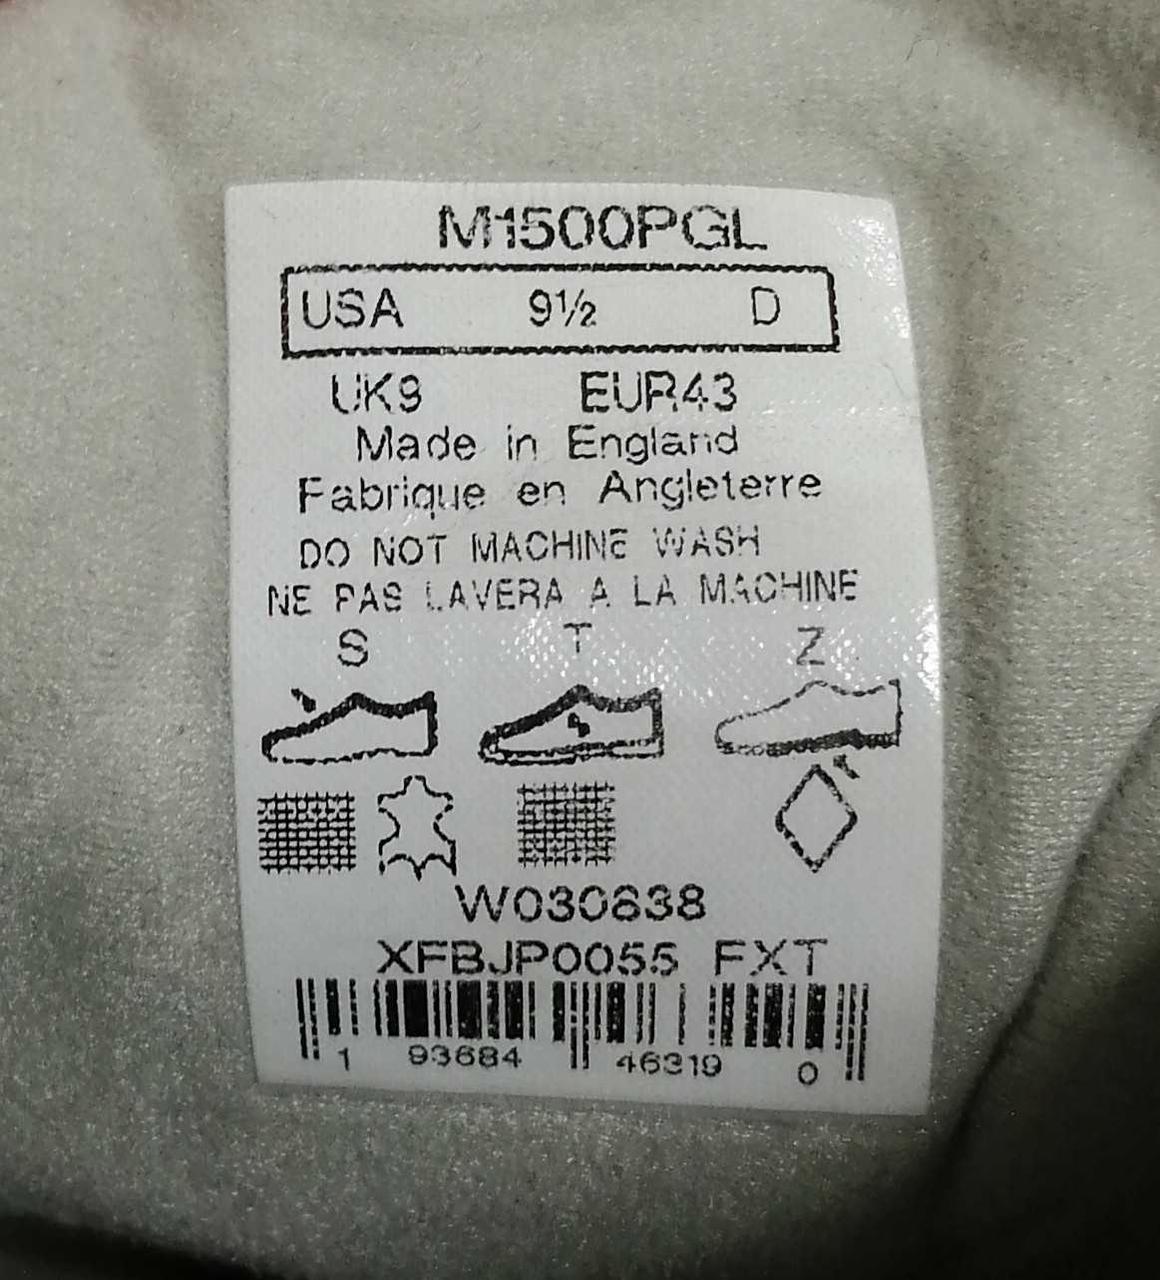 M1500PGL
USA 9½ D
UK9 EUR43
Made in England
Fabrique en Angleterre
DO NOT MACHINE WASH
NE PAS LAVERA A LA MACHINE
S T Z
W030638
XFBJP0055 FXT
1 93684 46319 0